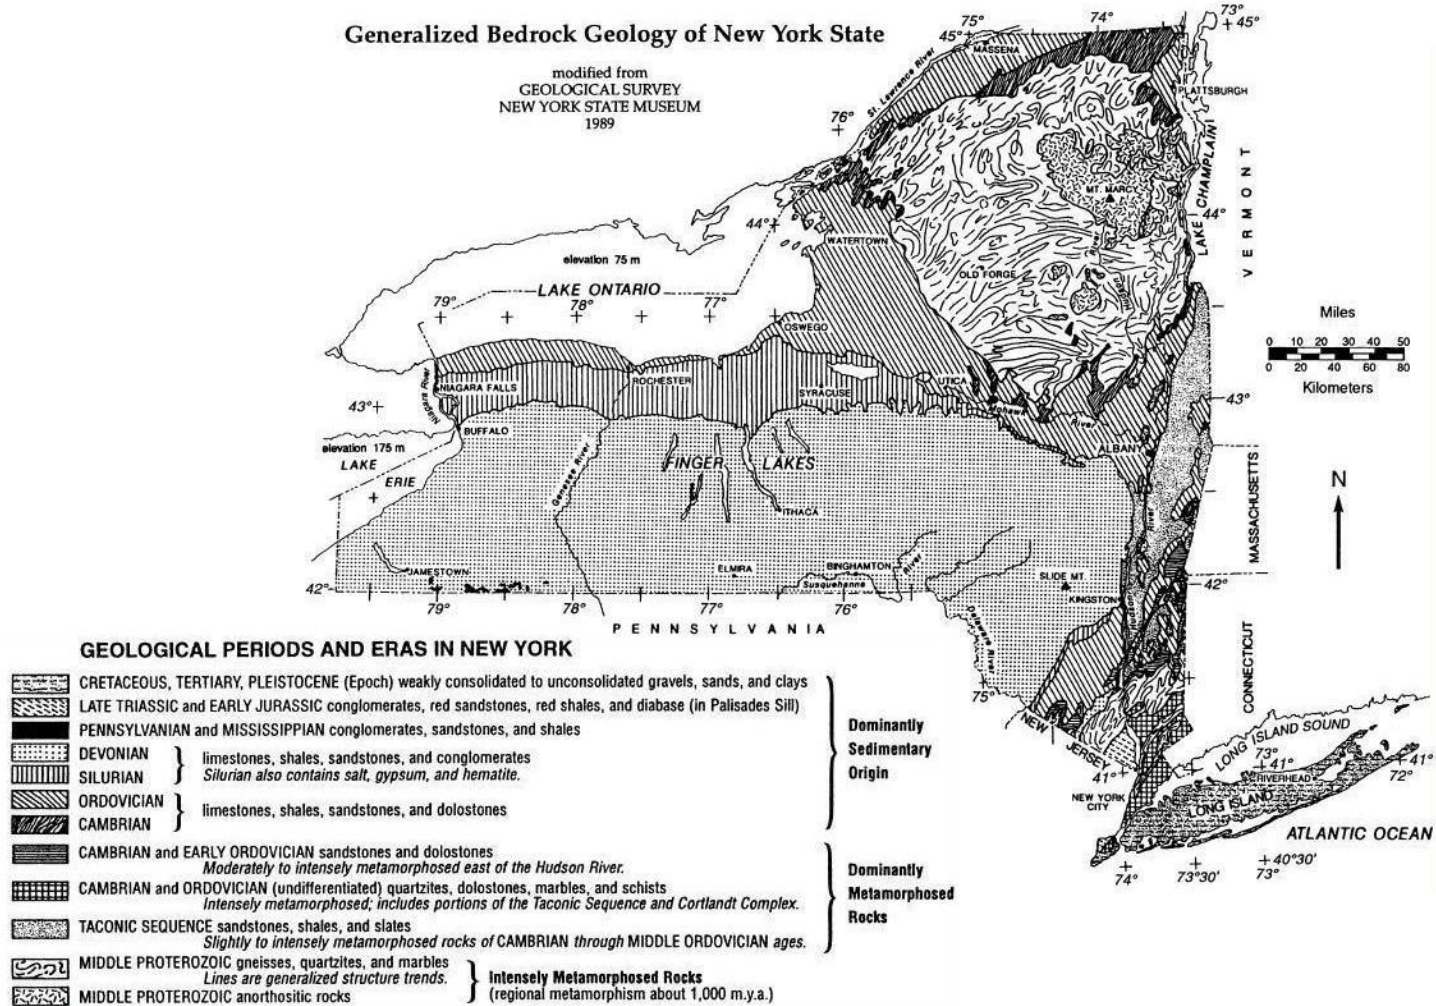 Generalized Bedrock Geology of New York State
modified from
GEOLOGICAL SURVEY
NEW YORK STATE MUSEUM
1989
75°
45°
74°
73°
45°
MASSENA
St. Lawrence River
PLATTSBURGH
76°
LAKE CHAMPLAIN
VERMONT
MT. MARCY
44°
44°
WATERTOWN
River
elevation 75 m
OLD FORGE
Hudson
LAKE ONTARIO
79°
78°
77°
OSWEGO
Miles
0 10 20 30 40 50
0 20 40 60 80
Kilometers
NIAGARA FALLS
ROCHESTER
SYRACUSE
UTICA
Niagara River
43°
43°
Mohawk
River
BUFFALO
ALBANY
elevation 175 m
LAKE
ERIE
Genesee River
FINGER LAKES
ITHACA
River
MASSACHUSETTS
N
JAMESTOWN
ELMIRA
BINGHAMTON
River
Susquehanna
SLIDE MT.
KINGSTON
Hudson
42°
42°
79°
78°
77°
76°
PENNSYLVANIA
Delaware River
75°
CONNECTICUT
NEW
JERSEY
41°
LONG ISLAND SOUND
73°
41°
RIVERHEAD
41°
72°
NEW YORK
CITY
LONG ISLAND
ATLANTIC OCEAN
74°
73°30'
40°30'
73°
GEOLOGICAL PERIODS AND ERAS IN NEW YORK
CRETACEOUS, TERTIARY, PLEISTOCENE (Epoch) weakly consolidated to unconsolidated gravels, sands, and clays
LATE TRIASSIC and EARLY JURASSIC conglomerates, red sandstones, red shales, and diabase (in Palisades Sill)
PENNSYLVANIAN and MISSISSIPPIAN conglomerates, sandstones, and shales
DEVONIAN
SILURIAN
limestones, shales, sandstones, and conglomerates
Silurian also contains salt, gypsum, and hematite.
ORDOVICIAN
CAMBRIAN
limestones, shales, sandstones, and dolostones
Dominantly
Sedimentary
Origin
CAMBRIAN and EARLY ORDOVICIAN sandstones and dolostones
Moderately to intensely metamorphosed east of the Hudson River.
CAMBRIAN and ORDOVICIAN (undifferentiated) quartzites, dolostones, marbles, and schists
Intensely metamorphosed; includes portions of the Taconic Sequence and Cortlandt Complex.
TACONIC SEQUENCE sandstones, shales, and slates
Slightly to intensely metamorphosed rocks of CAMBRIAN through MIDDLE ORDOVICIAN ages.
Dominantly
Metamorphosed
Rocks
MIDDLE PROTEROZOIC gneisses, quartzites, and marbles
Lines are generalized structure trends.
MIDDLE PROTEROZOIC anorthositic rocks
Intensely Metamorphosed Rocks
(regional metamorphism about 1,000 m.y.a.)